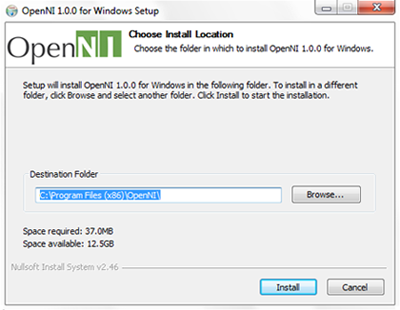 OpenNI 1.0.0 for Windows Setup
OpenNI
Choose Install Location
Choose the folder in which to install OpenNI 1.0.0 for Windows.
Setup will install OpenNI 1.0.0 for Windows in the following folder. To install in a different
folder, click Browse and select another folder. Click Install to start the installation.
Destination Folder
C:\Program Files (x86)\OpenNI\
Browse...
Space required: 37.0MB
Space available: 12.5GB
Nullsoft Install System v2.46
Install
Cancel